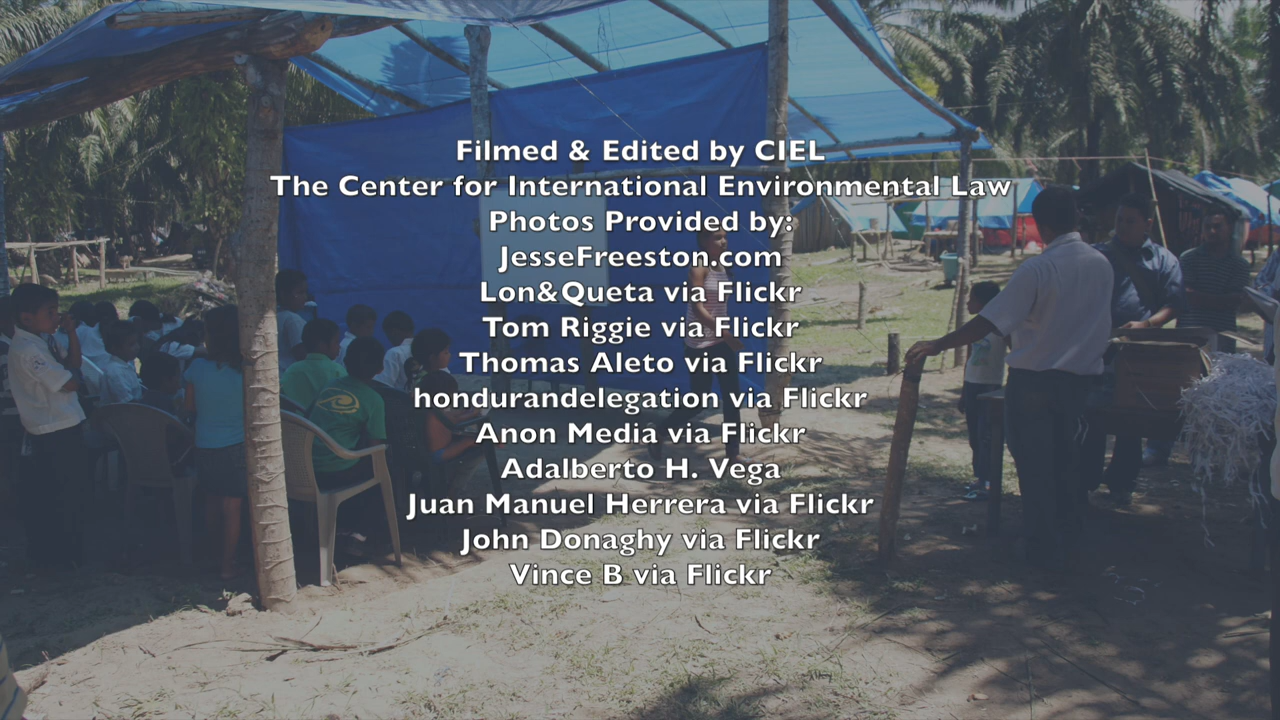 Filmed & Edited by CIEL
The Center for International Environmental Law
Photos Provided by:
JesseFreeston.com
Lon&Queta via Flickr
Tom Riggie via Flickr
Thomas Aleto via Flickr
hondurandelegation via Flickr
Anon Media via Flickr
Adalberto H. Vega
Juan Manuel Herrera via Flickr
John Donaghy via Flickr
Vince B via Flickr